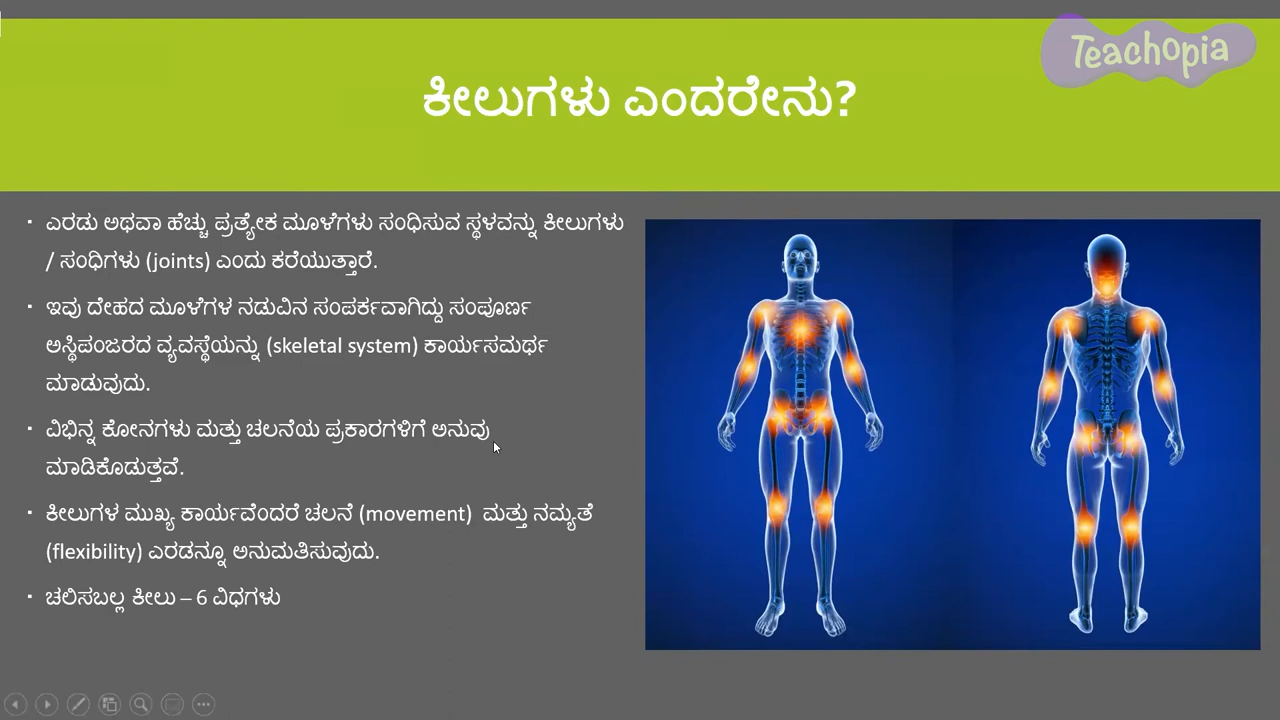 Teachopia
ಕೀಲುಗಳು ಎಂದರೇನು?
▪ ಎರಡು ಅಥವಾ ಹೆಚ್ಚು ಪ್ರತ್ಯೇಕ ಮೂಳೆಗಳು ಸಂಧಿಸುವ ಸ್ಥಳವನ್ನು ಕೀಲುಗಳು
/ ಸಂಧಿಗಳು (joints) ಎಂದು ಕರೆಯುತ್ತಾರೆ.
▪ ಇವು ದೇಹದ ಮೂಳೆಗಳ ನಡುವಿನ ಸಂಪರ್ಕವಾಗಿದ್ದು ಸಂಪೂರ್ಣ
ಅಸ್ಥಿಪಂಜರದ ವ್ಯವಸ್ಥೆಯನ್ನು (skeletal system) ಕಾರ್ಯಸಮರ್ಥ
ಮಾಡುವುದು.
▪ ವಿಭಿನ್ನ ಕೋನಗಳು ಮತ್ತು ಚಲನೆಯ ಪ್ರಕಾರಗಳಿಗೆ ಅನುವು
ಮಾಡಿಕೊಡುತ್ತವೆ.
▪ ಕೀಲುಗಳ ಮುಖ್ಯ ಕಾರ್ಯವೆಂದರೆ ಚಲನೆ (movement) ಮತ್ತು ನಮ್ಯತೆ
(flexibility) ಎರಡನ್ನೂ ಅನುಮತಿಸುವುದು.
▪ ಚಲಿಸಬಲ್ಲ ಕೀಲು – 6 ವಿಧಗಳು